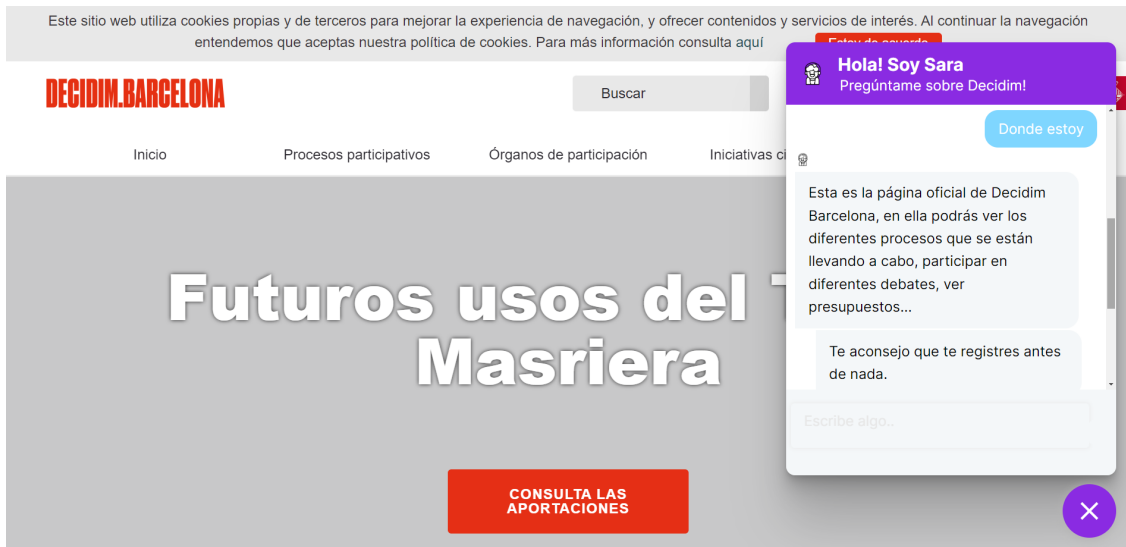 Este sitio web utiliza cookies propias y de terceros para mejorar la experiencia de navegación, y ofrecer contenidos y servicios de interés. Al continuar la navegación
entendemos que aceptas nuestra política de cookies. Para más información consulta aquí
Estoy de acuerdo
DECIDIM.BARCELONA
Buscar
Inicio
Procesos participativos
Órganos de participación
Iniciativas
Futuros usos del
Masriera
CONSULTA LAS
APORTACIONES
Hola! Soy Sara
Pregúntame sobre Decidim!
Donde estoy
Esta es la página oficial de Decidim
Barcelona, en ella podrás ver los
diferentes procesos que se están
llevando a cabo, participar en
diferentes debates, ver
presupuestos...
Te aconsejo que te registres antes
de nada.
Escribe algo..